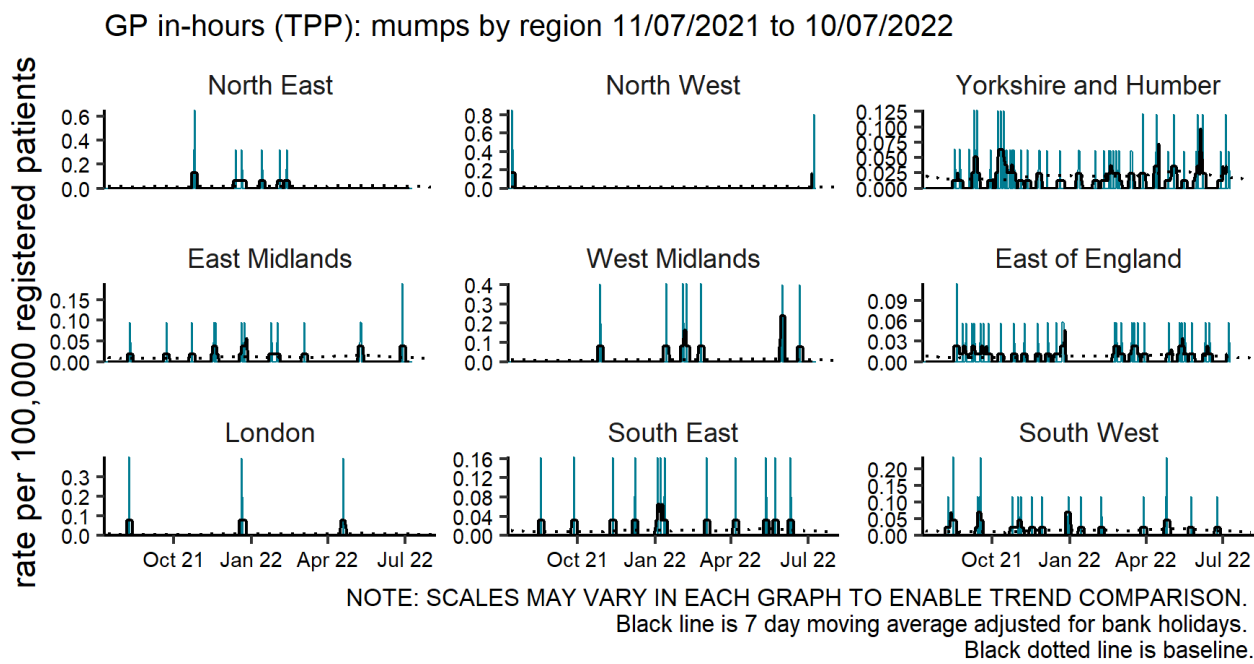 GP in-hours (TPP): mumps by region 11/07/2021 to 10/07/2022
rate per 100,000 registered patients
North East
0.6
0.4
0.2
0.0
North West
0.8
0.6
0.4
0.2
0.0
Yorkshire and Humber
0.125
0.100
0.075
0.050
0.025
0.000
East Midlands
0.15
0.10
0.05
0.00
West Midlands
0.4
0.3
0.2
0.1
0.0
East of England
0.09
0.06
0.03
0.00
London
0.3
0.2
0.1
0.0
Oct 21 Jan 22 Apr 22 Jul 22
South East
0.16
0.12
0.08
0.04
0.00
Oct 21 Jan 22 Apr 22 Jul 22
South West
0.20
0.15
0.10
0.05
0.00
Oct 21 Jan 22 Apr 22 Jul 22
NOTE: SCALES MAY VARY IN EACH GRAPH TO ENABLE TREND COMPARISON.
Black line is 7 day moving average adjusted for bank holidays.
Black dotted line is baseline.